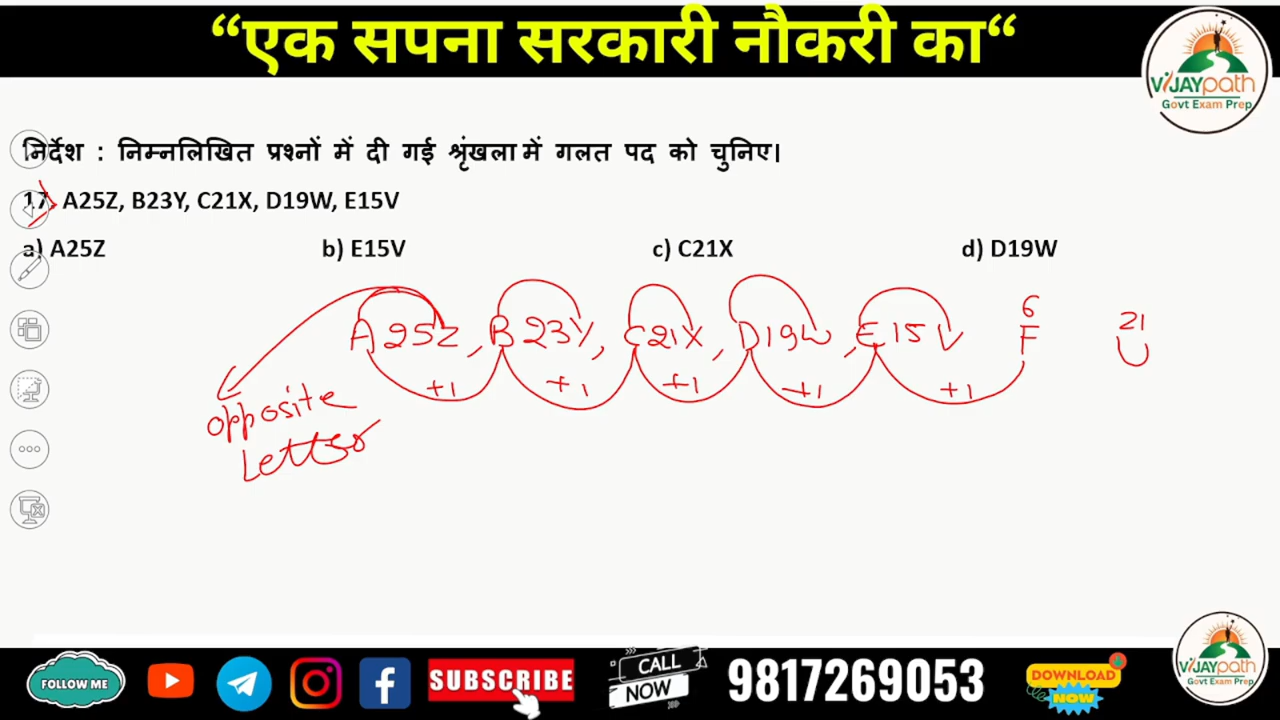 “एक सपना सरकारी नौकरी का“
VIJAYpath
Govt Exam Prep
निर्देश : निम्नलिखित प्रश्नों में दी गई श्रृंखला में गलत पद को चुनिए।
17. A25Z, B23Y, C21X, D19W, E15V
a) A25Z b) E15V c) C21X d) D19W
6 21
A25Z, B23Y, C21X, D19W, E15V F U
+1 +1 +1 +1 +1
opposite
Letter
FOLLOW ME
SUBSCRIBE
CALL
NOW
9817269053
DOWNLOAD
NOW
VIJAYpath
Govt Exam Prep